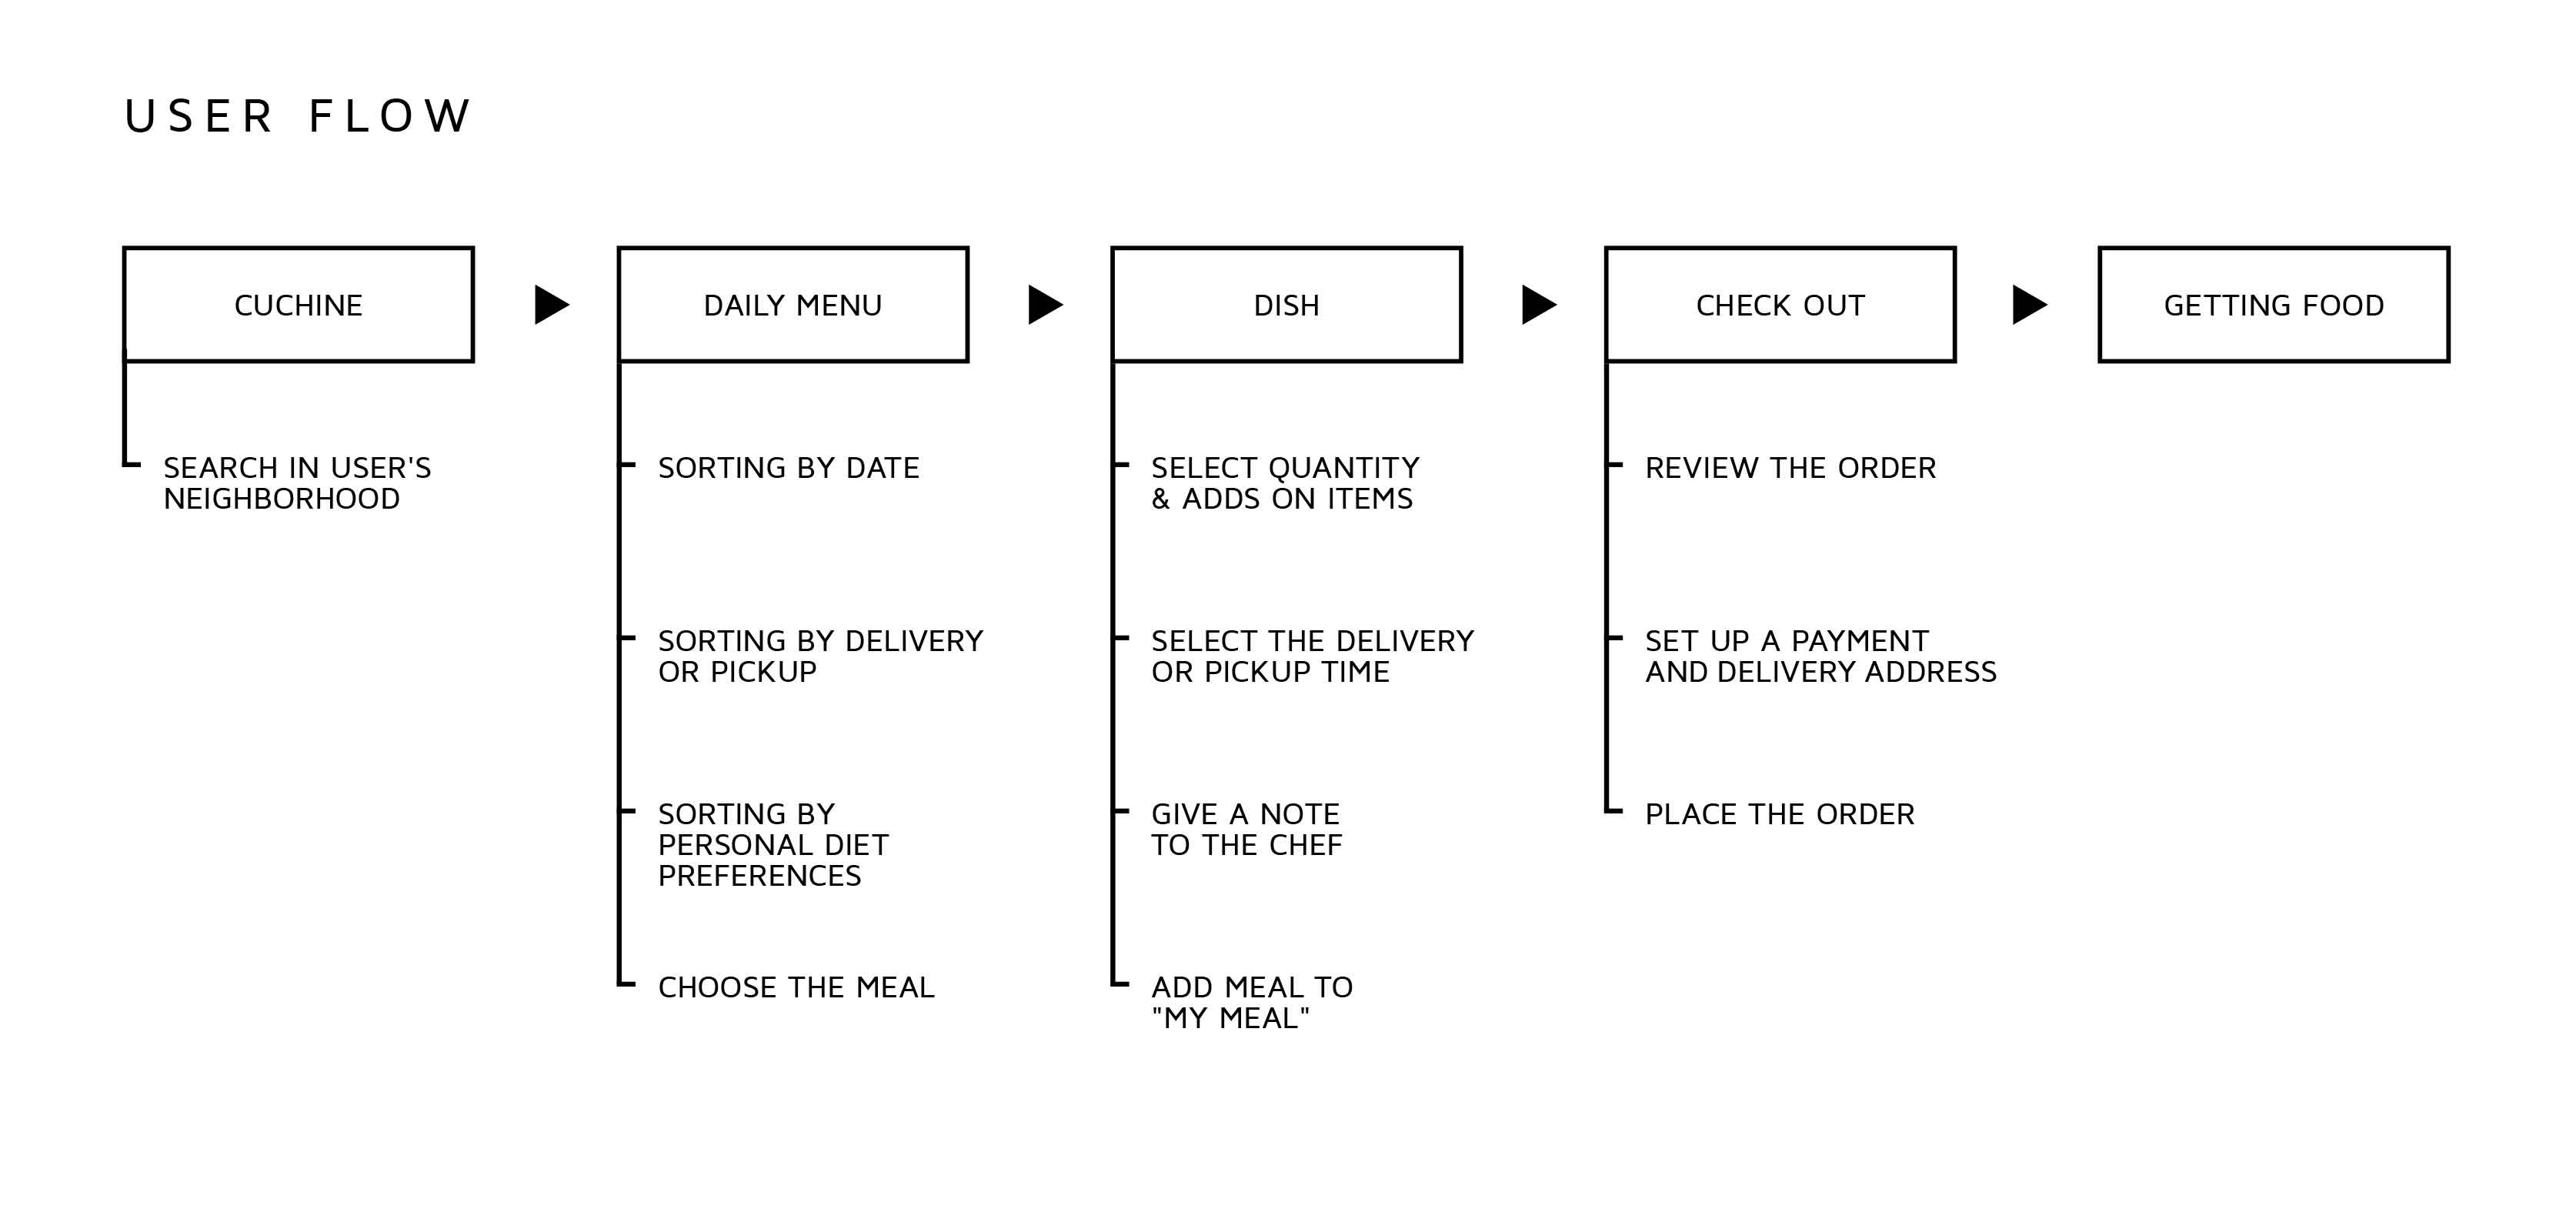 USER FLOW
CUCHINE
DAILY MENU
DISH
CHECK OUT
GETTING FOOD
SEARCH IN USER'S
NEIGHBORHOOD
SORTING BY DATE
SORTING BY DELIVERY
OR PICKUP
SORTING BY
PERSONAL DIET
PREFERENCES
CHOOSE THE MEAL
SELECT QUANTITY
& ADDS ON ITEMS
SELECT THE DELIVERY
OR PICKUP TIME
GIVE A NOTE
TO THE CHEF
ADD MEAL TO
"MY MEAL"
REVIEW THE ORDER
SET UP A PAYMENT
AND DELIVERY ADDRESS
PLACE THE ORDER